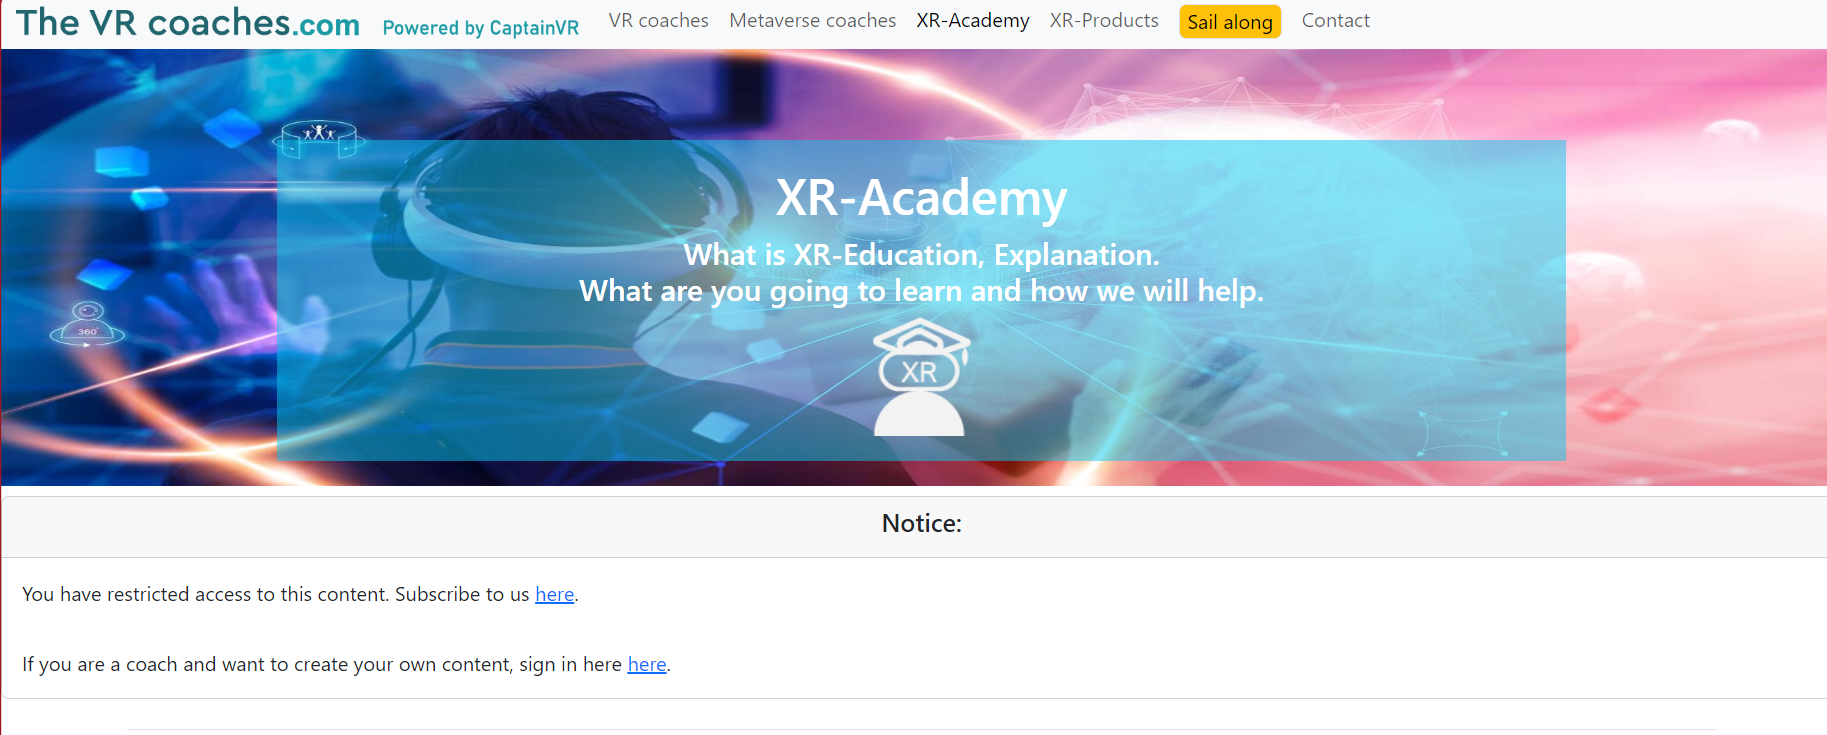 The VR coaches.com Powered by CaptainVR VR coaches Metaverse coaches XR-Academy XR-Products Sail along Contact
XR-Academy
What is XR-Education, Explanation.
What are you going to learn and how we will help.
XR
360°
Notice:
You have restricted access to this content. Subscribe to us here.
If you are a coach and want to create your own content, sign in here here.